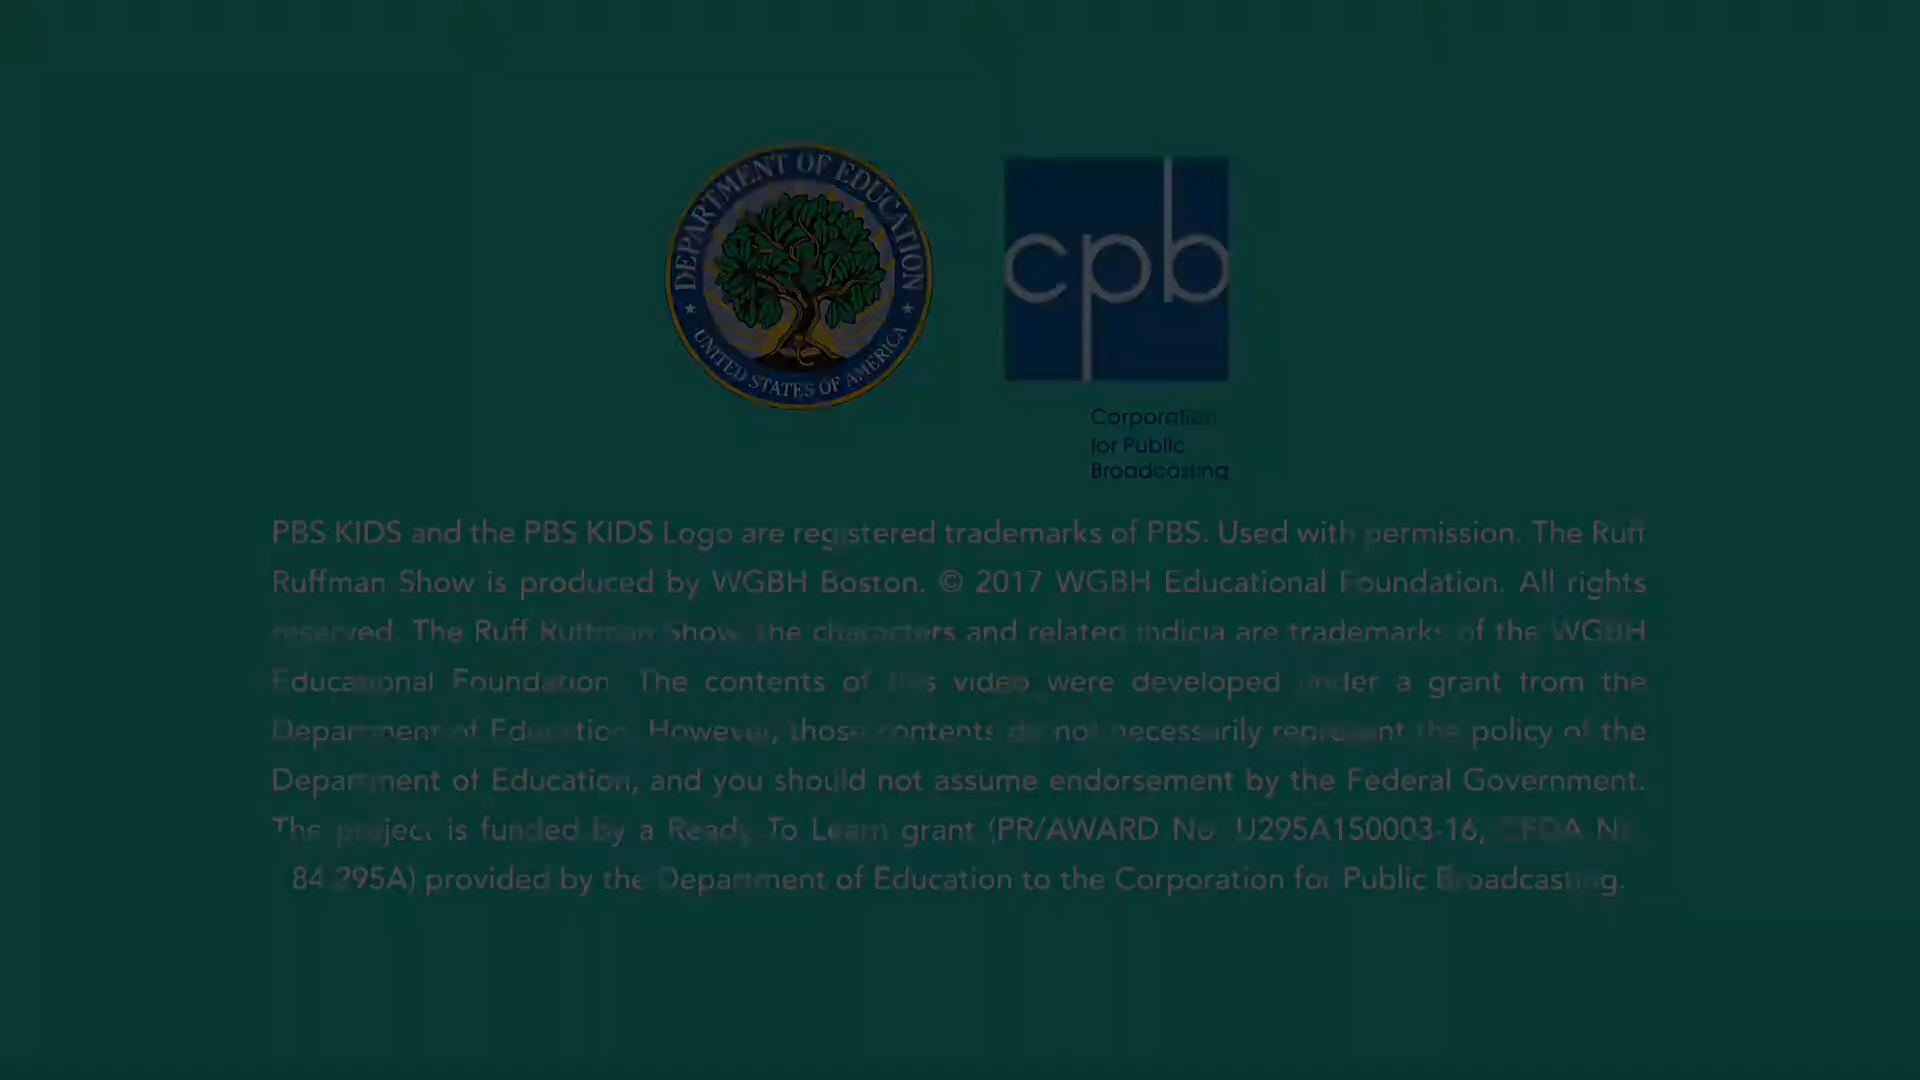 DEPARTMENT OF EDUCATION
UNITED STATES OF AMERICA
cpb
Corporation
for Public
Broadcasting
PBS KIDS and the PBS KIDS Logo are registered trademarks of PBS. Used with permission. The Ruff
Ruffman Show is produced by WGBH Boston. © 2017 WGBH Educational Foundation. All rights
reserved. The Ruff Ruffman Show, the characters and related indicia are trademarks of the WGBH
Educational Foundation. The contents of this video were developed under a grant from the
Department of Education. However, those contents do not necessarily represent the policy of the
Department of Education, and you should not assume endorsement by the Federal Government.
The project is funded by a Ready To Learn grant (PR/AWARD No. U295A150003-16, CFDA No.
84.295A) provided by the Department of Education to the Corporation for Public Broadcasting.